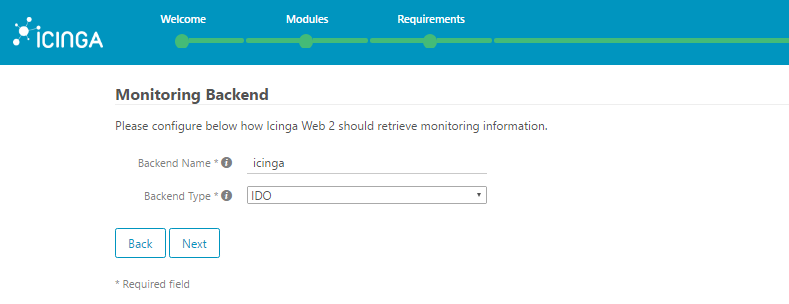 Welcome Modules Requirements
ICINGA
Monitoring Backend
Please configure below how Icinga Web 2 should retrieve monitoring information.
Backend Name * icinga
Backend Type * IDO
Back Next
* Required field